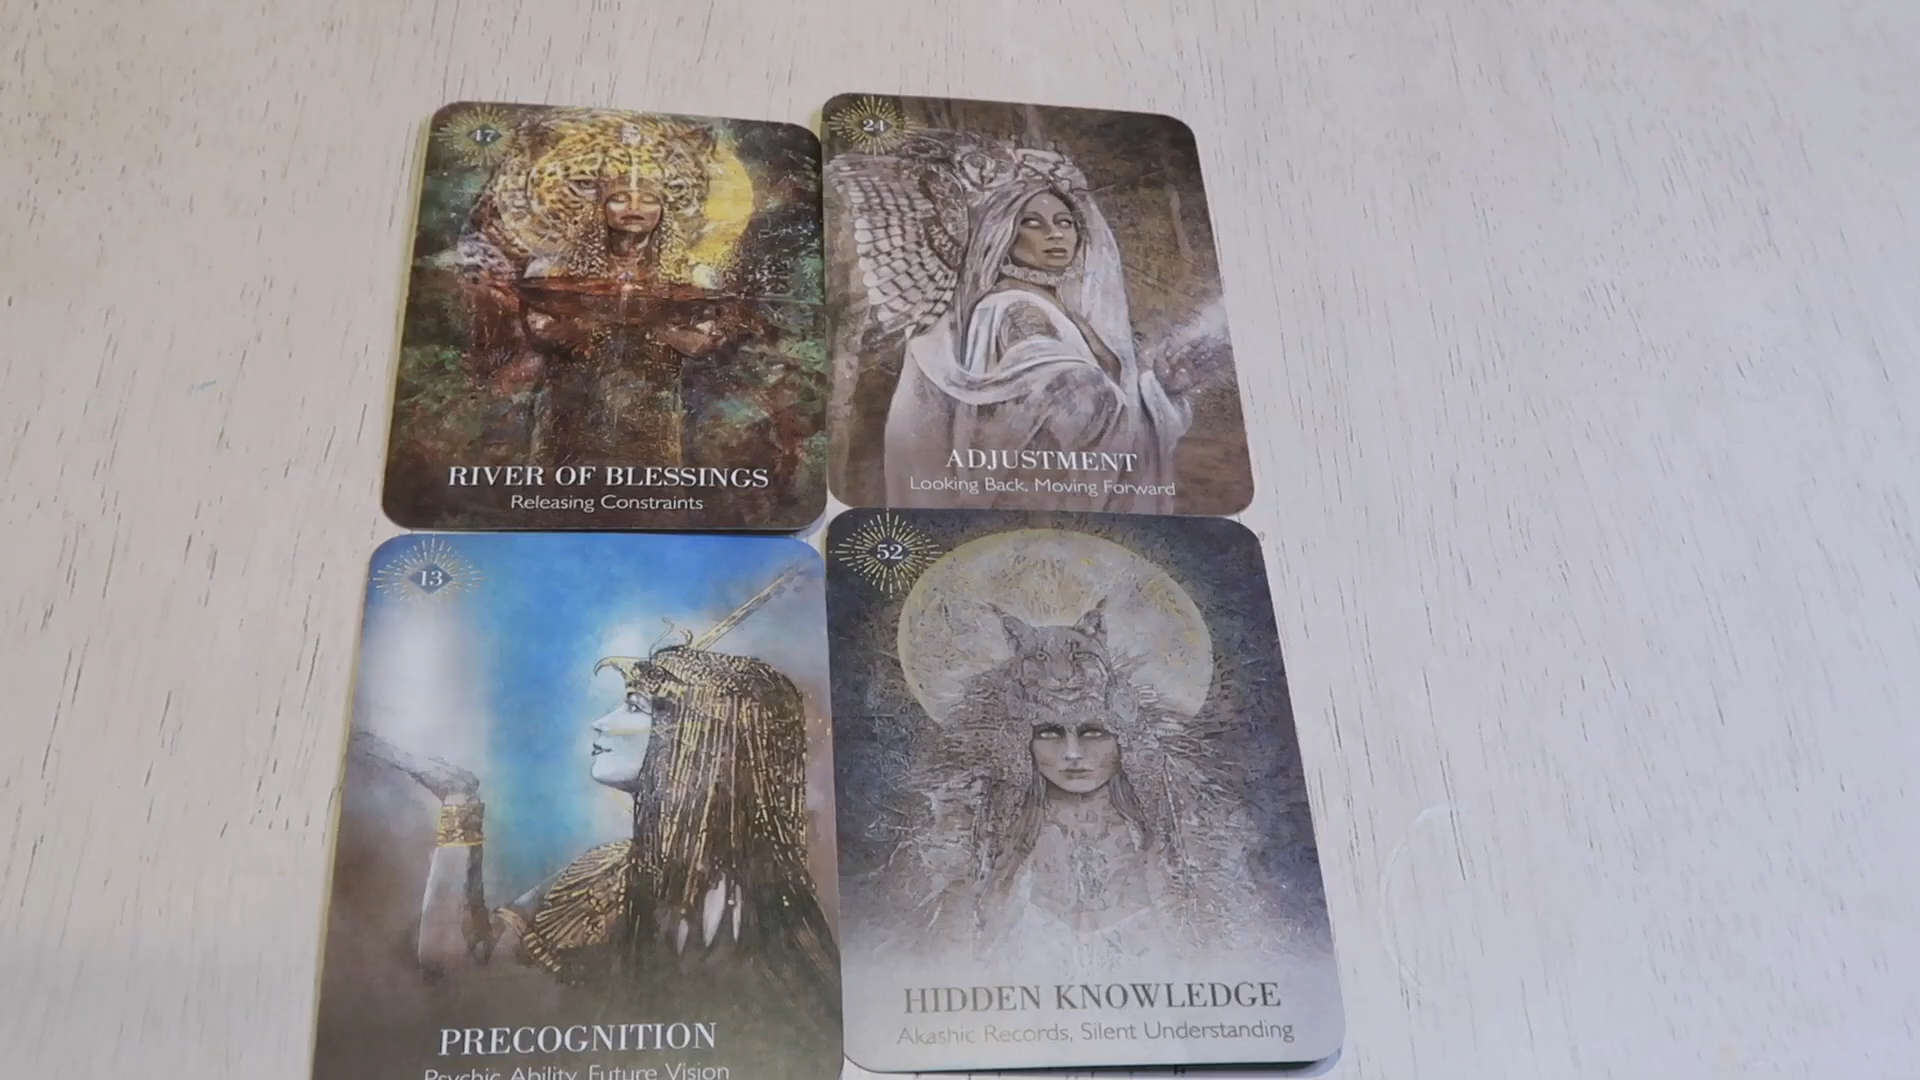 47
RIVER OF BLESSINGS
Releasing Constraints
24
ADJUSTMENT
Looking Back, Moving Forward
13
PRECOGNITION
Psychic Ability, Future Vision
52
HIDDEN KNOWLEDGE
Akashic Records, Silent Understanding